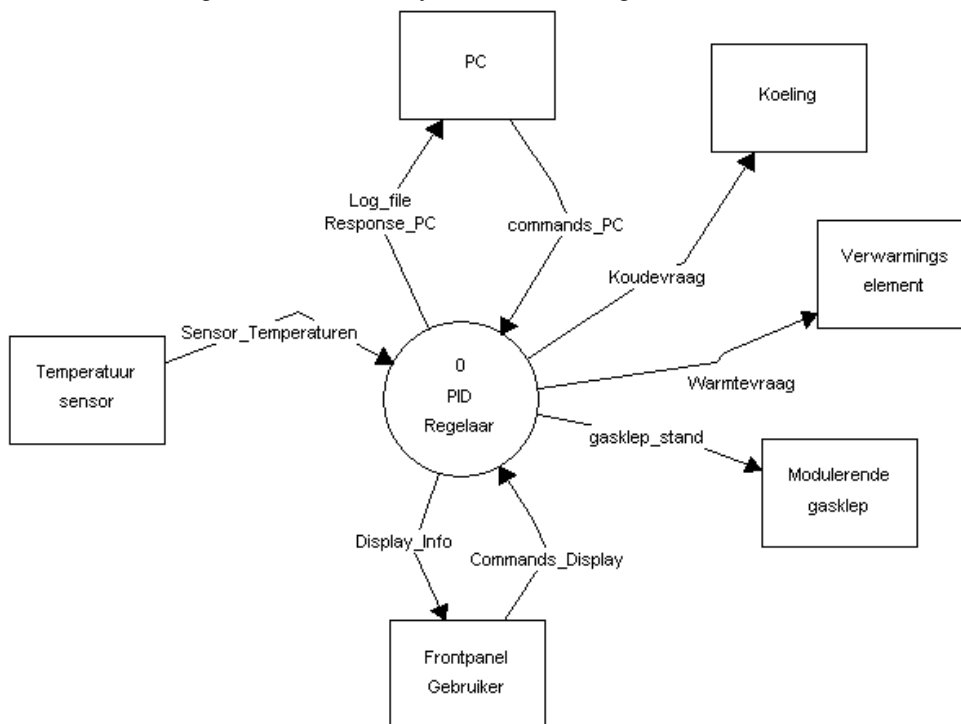 PC
Koeling
Log_file
Response_PC
commands_PC
Koudevraag
Verwarmings
element
Sensor_Temperaturen
Temperatuur
sensor
0
PID
Regelaar
Warmtevraag
gasklep_stand
Modulerende
gasklep
Display_Info
Commands_Display
Frontpanel
Gebruiker